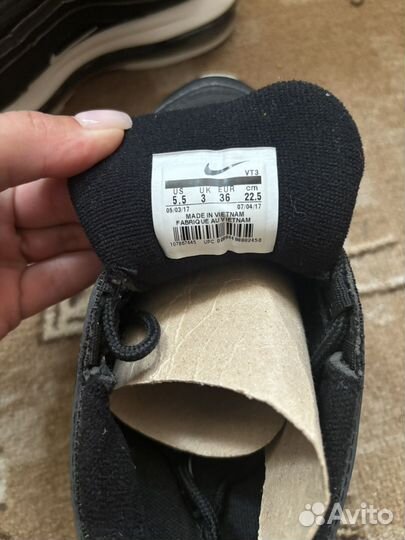 VT3
US UK EUR cm
5.5 3 36 22.5
05/03/17 07/04/17
MADE IN VIETNAM
FABRIQUE AU VIETNAM
UPC
Avito